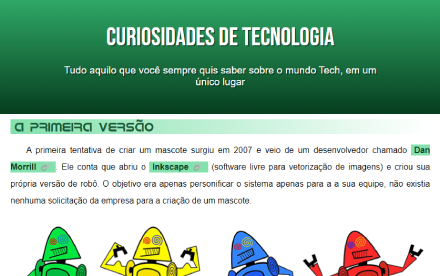 CURIOSIDADES DE TECNOLOGIA
Tudo aquilo que você sempre quis saber sobre o mundo Tech, em um
único lugar
A PRIMEIRA VERSÃO
A primeira tentativa de criar um mascote surgiu em 2007 e veio de um desenvolvedor chamado Dan
Morrill. Ele conta que abriu o Inkscape (software livre para vetorização de imagens) e criou sua
própria versão de robô. O objetivo era apenas personificar o sistema apenas para a a sua equipe, não existia
nenhuma solicitação da empresa para a criação de um mascote.